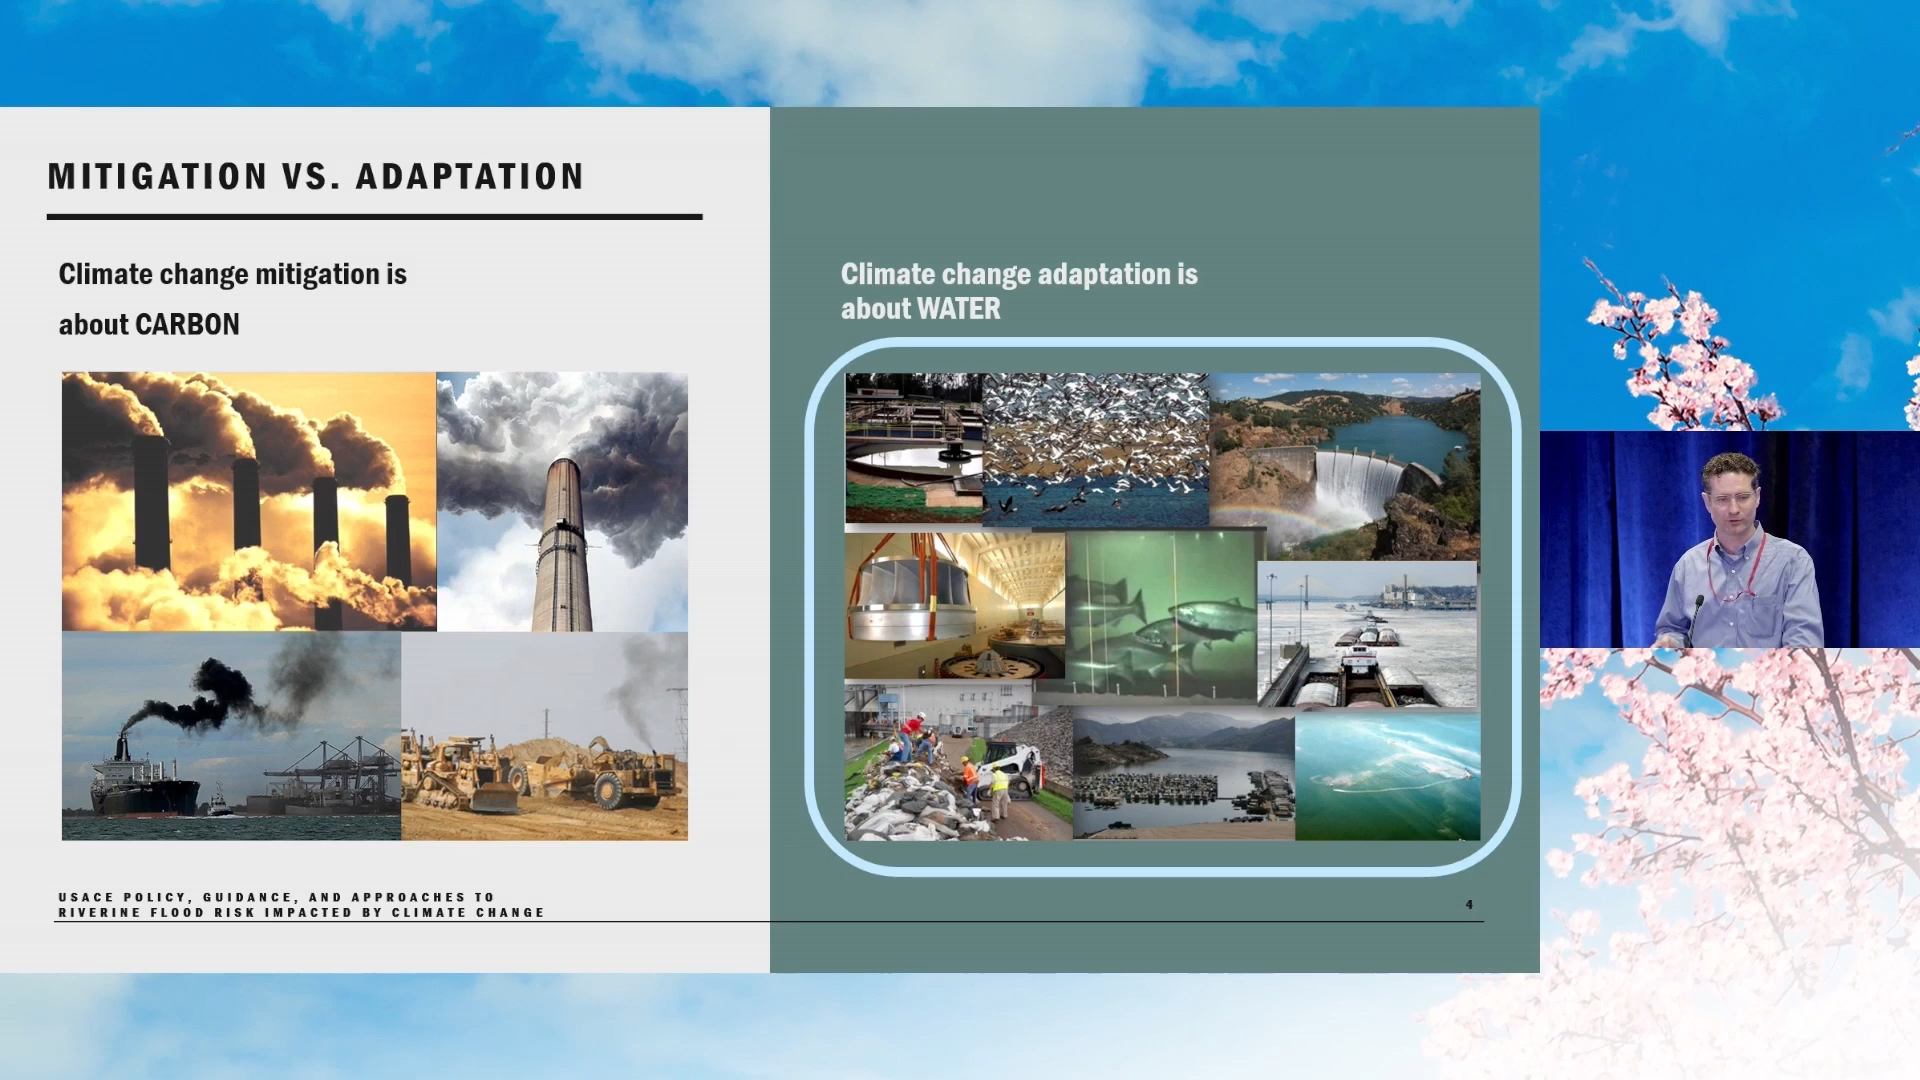 MITIGATION VS. ADAPTATION
Climate change mitigation is
about CARBON
Climate change adaptation is
about WATER
USACE POLICY, GUIDANCE, AND APPROACHES TO
RIVERINE FLOOD RISK IMPACTED BY CLIMATE CHANGE
4